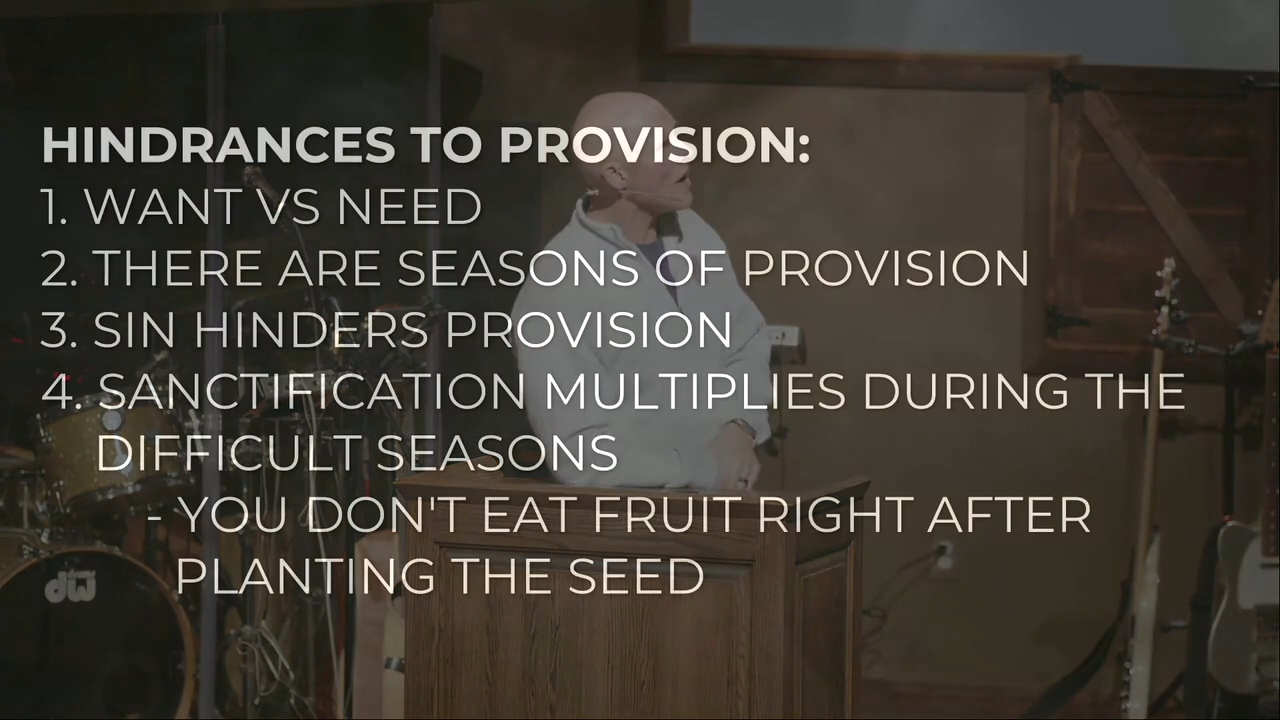 HINDRANCES TO PROVISION:
1. WANT VS NEED
2. THERE ARE SEASONS OF PROVISION
3. SIN HINDERS PROVISION
4. SANCTIFICATION MULTIPLIES DURING THE
DIFFICULT SEASONS
- YOU DON'T EAT FRUIT RIGHT AFTER
PLANTING THE SEED
dw